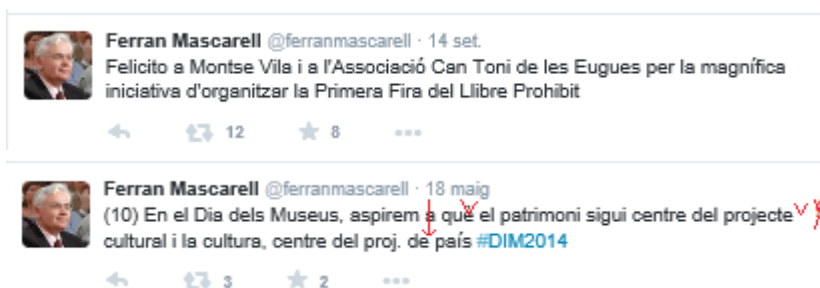 Ferran Mascarell @ferranmascarell · 14 set.
Felicito a Montse Vila i a l'Associació Can Toni de les Eugues per la magnífica
iniciativa d'organitzar la Primera Fira del Llibre Prohibit
12 8
Ferran Mascarell @ferranmascarell · 18 maig
(10) En el Dia dels Museus, aspirem a que el patrimoni sigui centre del projecte
cultural i la cultura, centre del proj. de país #DIM2014
3 2